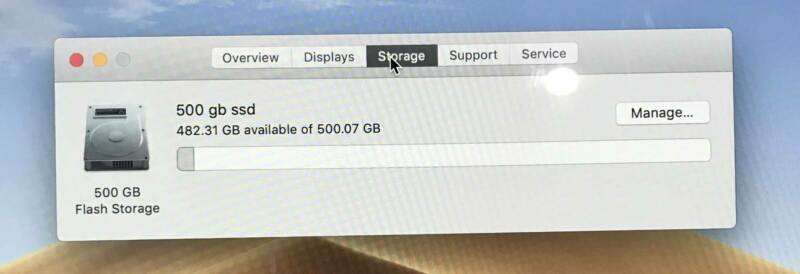 Overview Displays Storage Support Service
500 gb ssd
482.31 GB available of 500.07 GB
Manage...
500 GB
Flash Storage